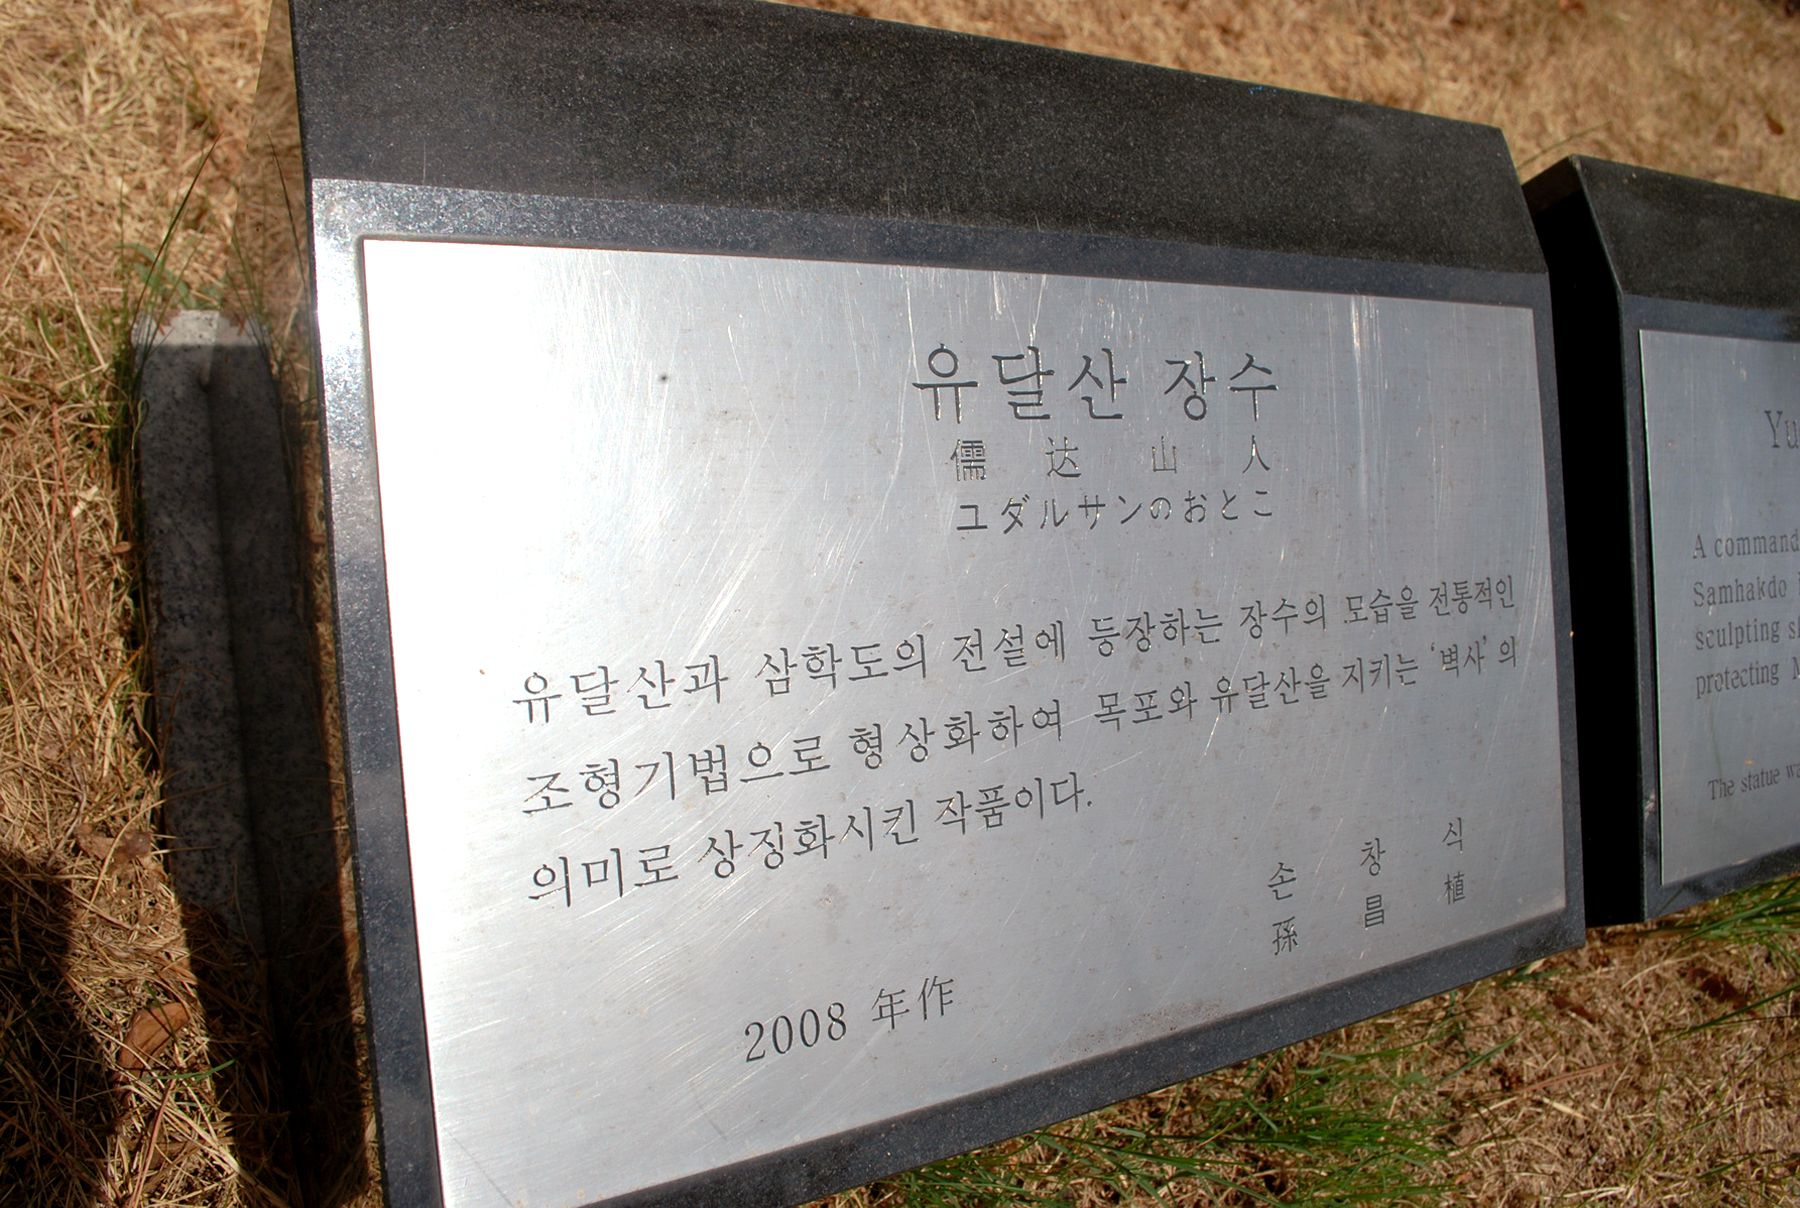 유달산 장수
儒 达 山 人
ユダルサンのおとこ
유달산과 삼학도의 전설에 등장하는 장수의 모습을 전통적인
조형기법으로 형상화하여 목포와 유달산을 지키는 '벽사'의
의미로 상징화시킨 작품이다.
손 창 식
孫 昌 植
2008 年作
Yu
A command
Samhakdo
sculpting
protecting M
The statue